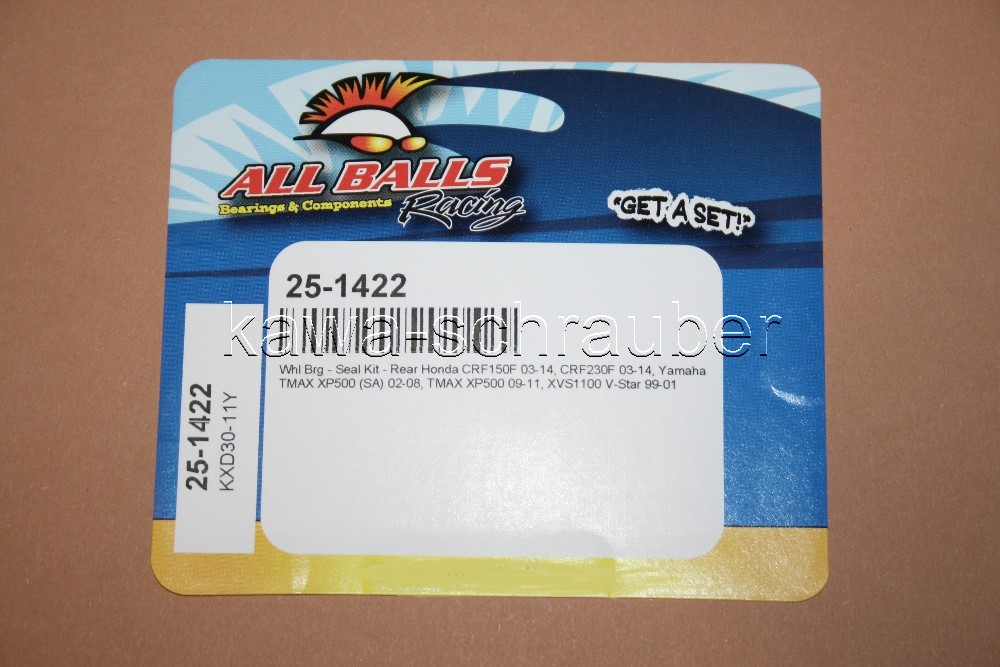 ALL BALLS
Bearings & Components Racing
"GET A SET!"
25-1422
kawa-schrauber
Whl Brg - Seal Kit - Rear Honda CRF150F 03-14, CRF230F 03-14, Yamaha
TMAX XP500 (SA) 02-08, TMAX XP500 09-11, XVS1100 V-Star 99-01
25-1422
KXD30-11Y